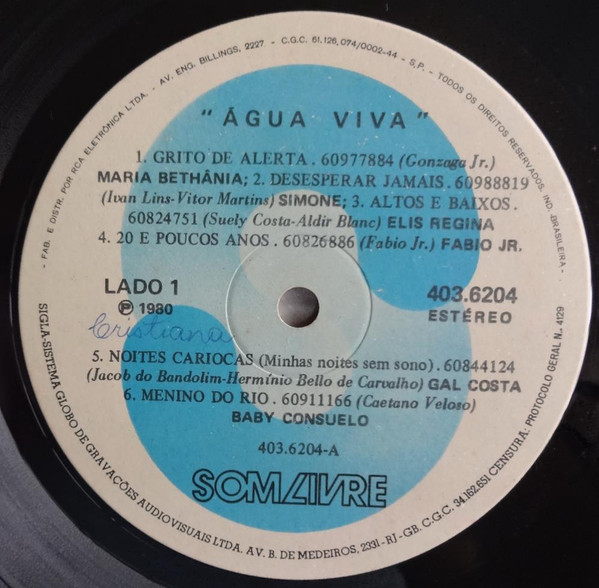 - FAB. E DISTR. POR RCA ELETRÔNICA LTDA. - AV. ENG. BILLINGS, 2227 - C.G.C. 61.126,074/0002-44 - S.P. - TODOS OS DIREITOS RESERVADOS. IND. BRASILEIRA -
"ÁGUA VIVA"
1. GRITO DE ALERTA . 60977884 (Gonzaga Jr.)
MARIA BETHÂNIA; 2. DESESPERAR JAMAIS . 60988819
(Ivan Lins-Vitor Martins) SIMONE; 3. ALTOS E BAIXOS .
60824751 (Suely Costa-Aldir Blanc) ELIS REGINA
4. 20 E POUCOS ANOS . 60826886 (Fabio Jr.) FABIO JR.
LADO 1
403.6204
Ⓟ 1980
ESTÉREO
Cristiana
5. NOITES CARIOCAS (Minhas noites sem sono) . 60844124
(Jacob do Bandolim-Hermínio Bello de Carvalho) GAL COSTA
6. MENINO DO RIO . 60911166 (Caetano Veloso)
BABY CONSUELO
403.6204-A
SOM LIVRE
SIGLA-SISTEMA GLOBO DE GRAVAÇÕES AUDIOVISUAIS LTDA. AV. B. DE MEDEIROS, 2331-RJ-GB. C.G.C. 34.162.651 CENSURA: PROTOCOLO GERAL N.. 4129